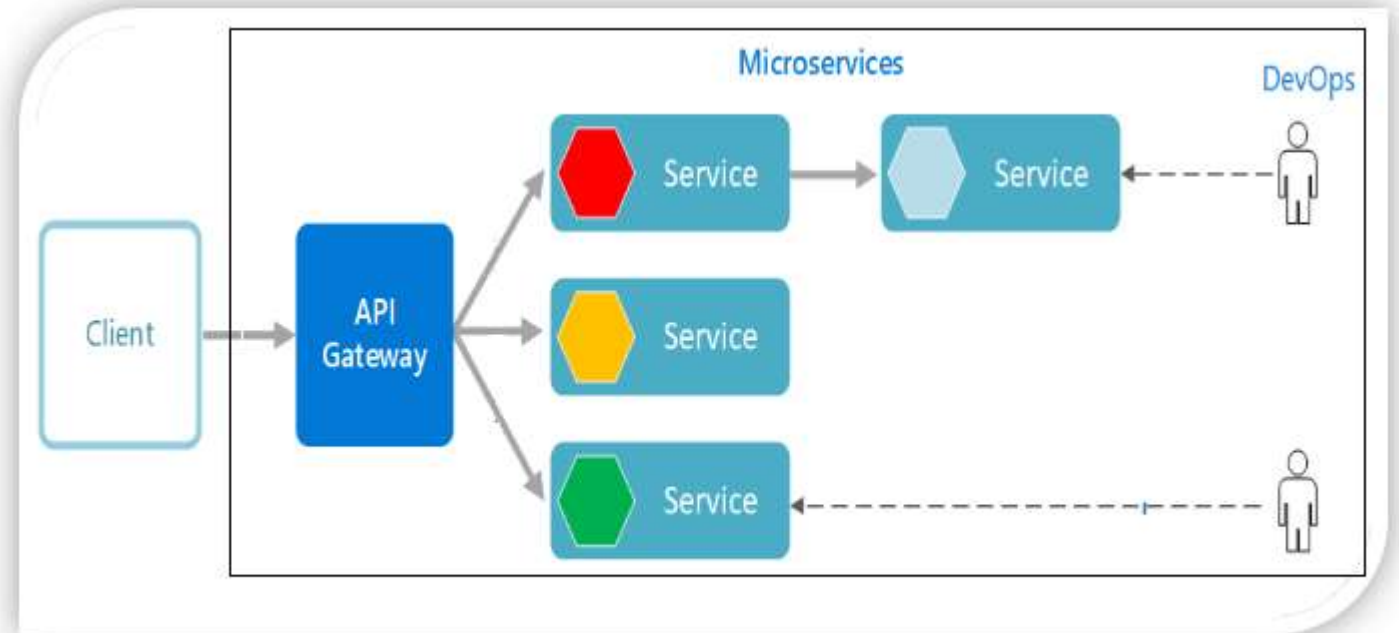 Microservices
DevOps
Service
Service
Client
API
Gateway
Service
Service